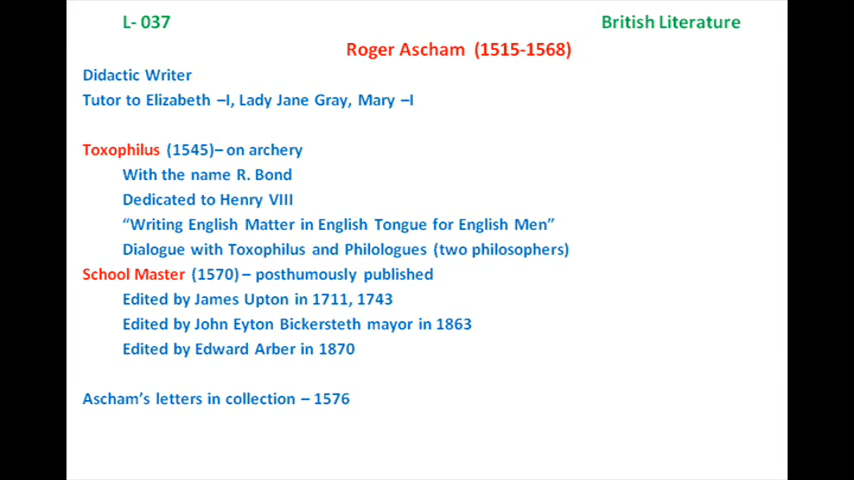 L- 037
British Literature
Roger Ascham (1515-1568)
Didactic Writer
Tutor to Elizabeth –I, Lady Jane Gray, Mary –I
Toxophilus (1545)– on archery
With the name R. Bond
Dedicated to Henry VIII
“Writing English Matter in English Tongue for English Men”
Dialogue with Toxophilus and Philologues (two philosophers)
School Master (1570) – posthumously published
Edited by James Upton in 1711, 1743
Edited by John Eyton Bickersteth mayor in 1863
Edited by Edward Arber in 1870
Ascham’s letters in collection – 1576